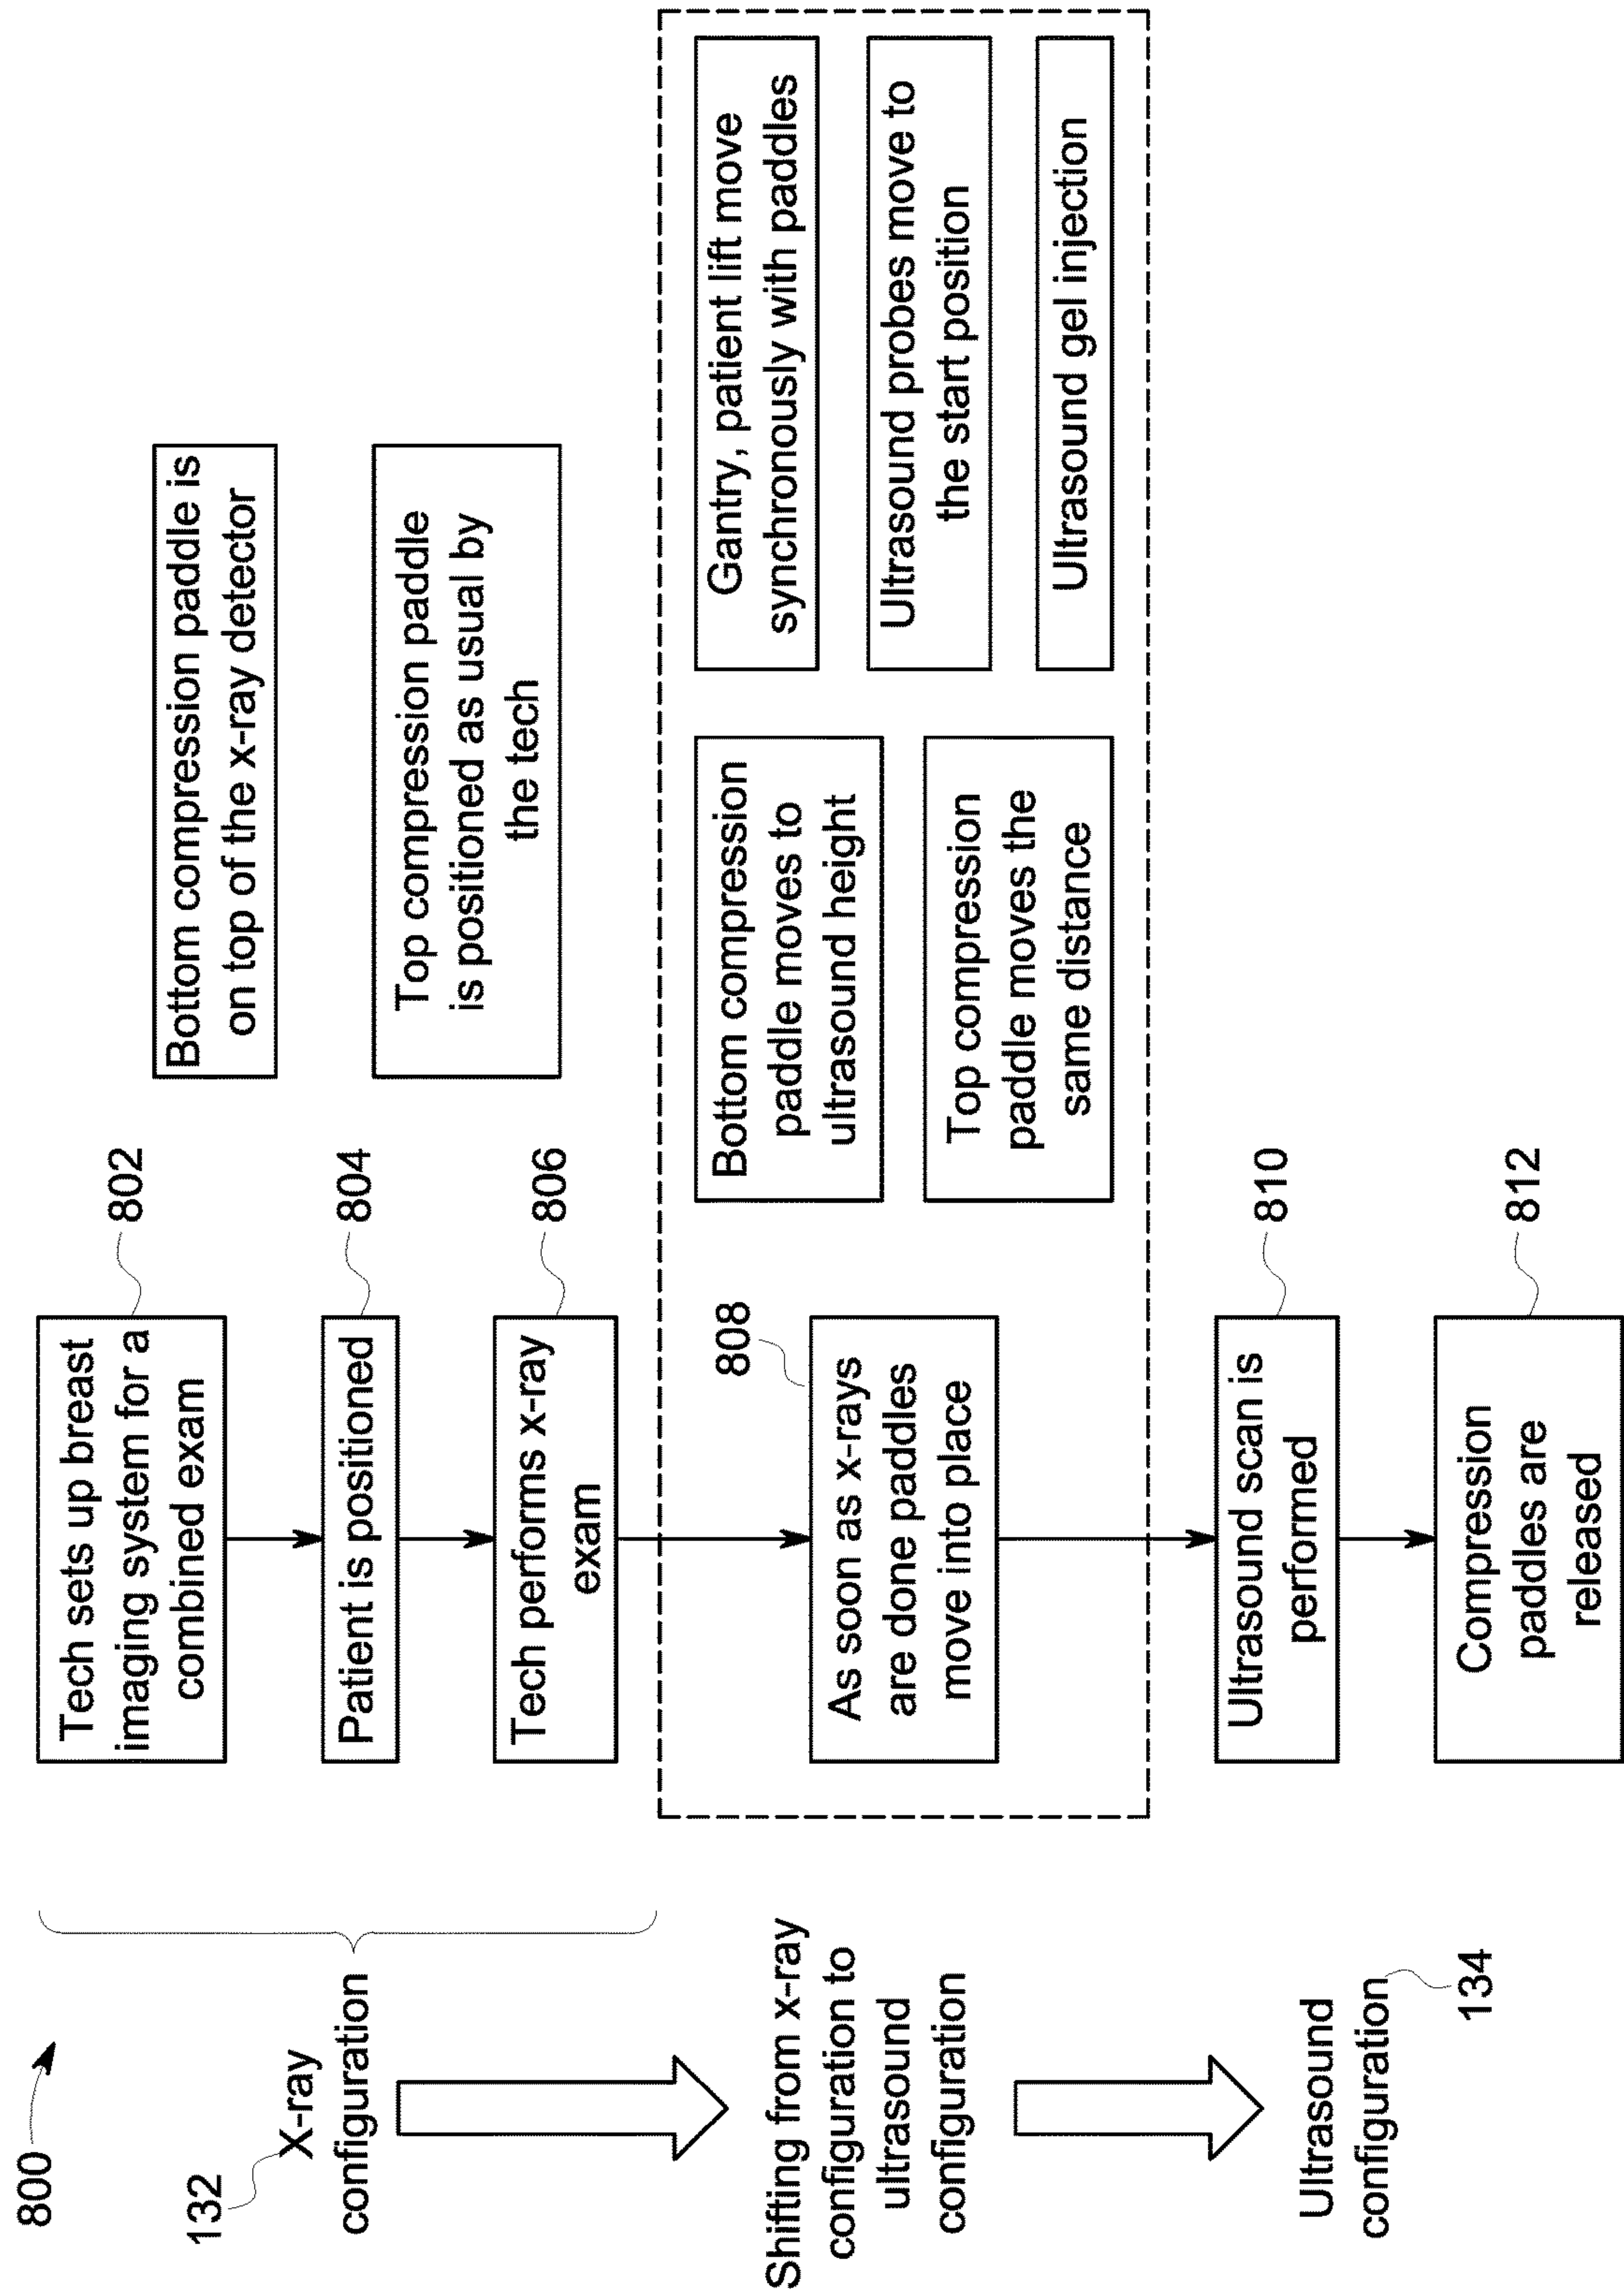 800
132
X-ray
configuration
Shifting from x-ray
configuration to
ultrasound
configuration
Ultrasound
configuration
134
Tech sets up breast
imaging system for a
combined exam
802
Bottom compression paddle is
on top of the x-ray detector
Patient is positioned
804
Top compression paddle
is positioned as usual by
the tech
Tech performs x-ray
exam
806
808
As soon as x-rays
are done paddles
move into place
Bottom compression
paddle moves to
ultrasound height
Top compression
paddle moves the
same distance
Gantry, patient lift move
synchronously with paddles
Ultrasound probes move to
the start position
Ultrasound gel injection
Ultrasound scan is
performed
810
Compression
paddles are
released
812